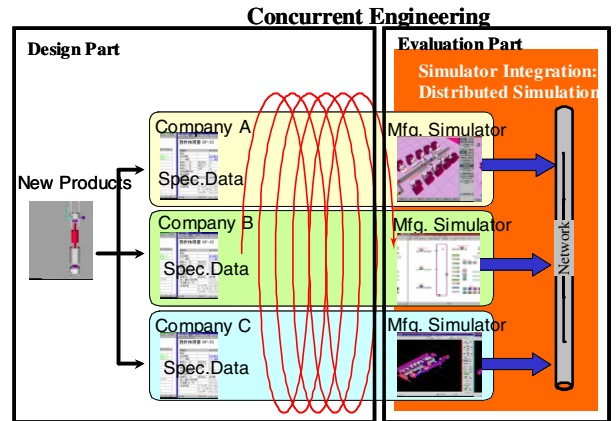 Concurrent Engineering
Design Part
Evaluation Part
Simulator Integration:
Distributed Simulation
New Products
Company A
Spec.Data
Mfg. Simulator
Company B
Spec.Data
Mfg. Simulator
Company C
Spec.Data
Mfg. Simulator
Network